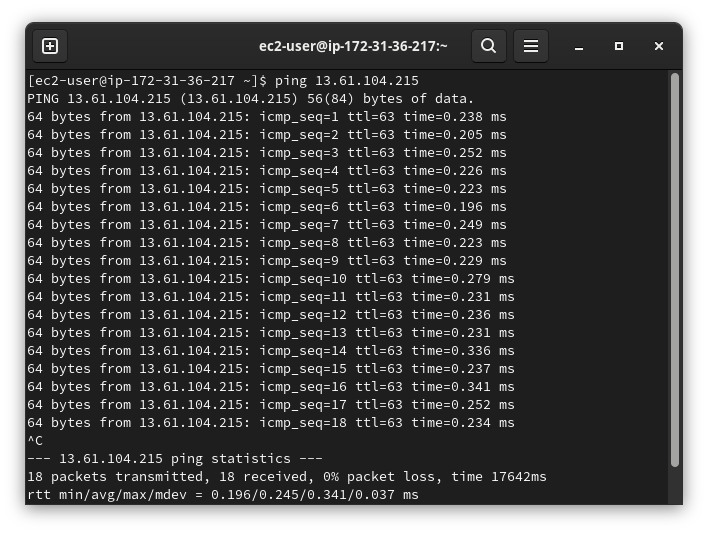 ec2-user@ip-172-31-36-217:~
[ec2-user@ip-172-31-36-217 ~]$ ping 13.61.104.215
PING 13.61.104.215 (13.61.104.215) 56(84) bytes of data.
64 bytes from 13.61.104.215: icmp_seq=1 ttl=63 time=0.238 ms
64 bytes from 13.61.104.215: icmp_seq=2 ttl=63 time=0.205 ms
64 bytes from 13.61.104.215: icmp_seq=3 ttl=63 time=0.252 ms
64 bytes from 13.61.104.215: icmp_seq=4 ttl=63 time=0.226 ms
64 bytes from 13.61.104.215: icmp_seq=5 ttl=63 time=0.223 ms
64 bytes from 13.61.104.215: icmp_seq=6 ttl=63 time=0.196 ms
64 bytes from 13.61.104.215: icmp_seq=7 ttl=63 time=0.249 ms
64 bytes from 13.61.104.215: icmp_seq=8 ttl=63 time=0.223 ms
64 bytes from 13.61.104.215: icmp_seq=9 ttl=63 time=0.229 ms
64 bytes from 13.61.104.215: icmp_seq=10 ttl=63 time=0.279 ms
64 bytes from 13.61.104.215: icmp_seq=11 ttl=63 time=0.231 ms
64 bytes from 13.61.104.215: icmp_seq=12 ttl=63 time=0.236 ms
64 bytes from 13.61.104.215: icmp_seq=13 ttl=63 time=0.231 ms
64 bytes from 13.61.104.215: icmp_seq=14 ttl=63 time=0.336 ms
64 bytes from 13.61.104.215: icmp_seq=15 ttl=63 time=0.237 ms
64 bytes from 13.61.104.215: icmp_seq=16 ttl=63 time=0.341 ms
64 bytes from 13.61.104.215: icmp_seq=17 ttl=63 time=0.252 ms
64 bytes from 13.61.104.215: icmp_seq=18 ttl=63 time=0.234 ms
^C
--- 13.61.104.215 ping statistics ---
18 packets transmitted, 18 received, 0% packet loss, time 17642ms
rtt min/avg/max/mdev = 0.196/0.245/0.341/0.037 ms